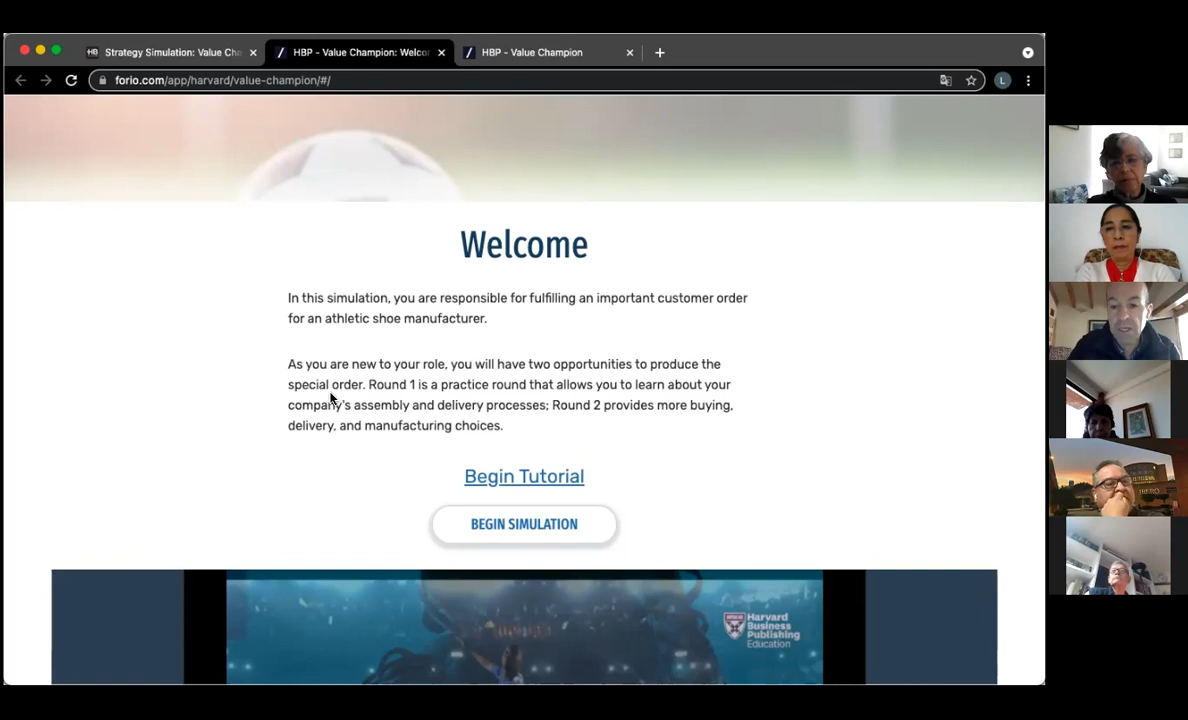 Strategy Simulation: Value Cha
HBP - Value Champion: Welcor
HBP - Value Champion
forio.com/app/harvard/value-champion/#/
L
Welcome
In this simulation, you are responsible for fulfilling an important customer order
for an athletic shoe manufacturer.
As you are new to your role, you will have two opportunities to produce the
special order. Round 1 is a practice round that allows you to learn about your
company's assembly and delivery processes; Round 2 provides more buying,
delivery, and manufacturing choices.
Begin Tutorial
BEGIN SIMULATION
Harvard
Business
Publishing
Education